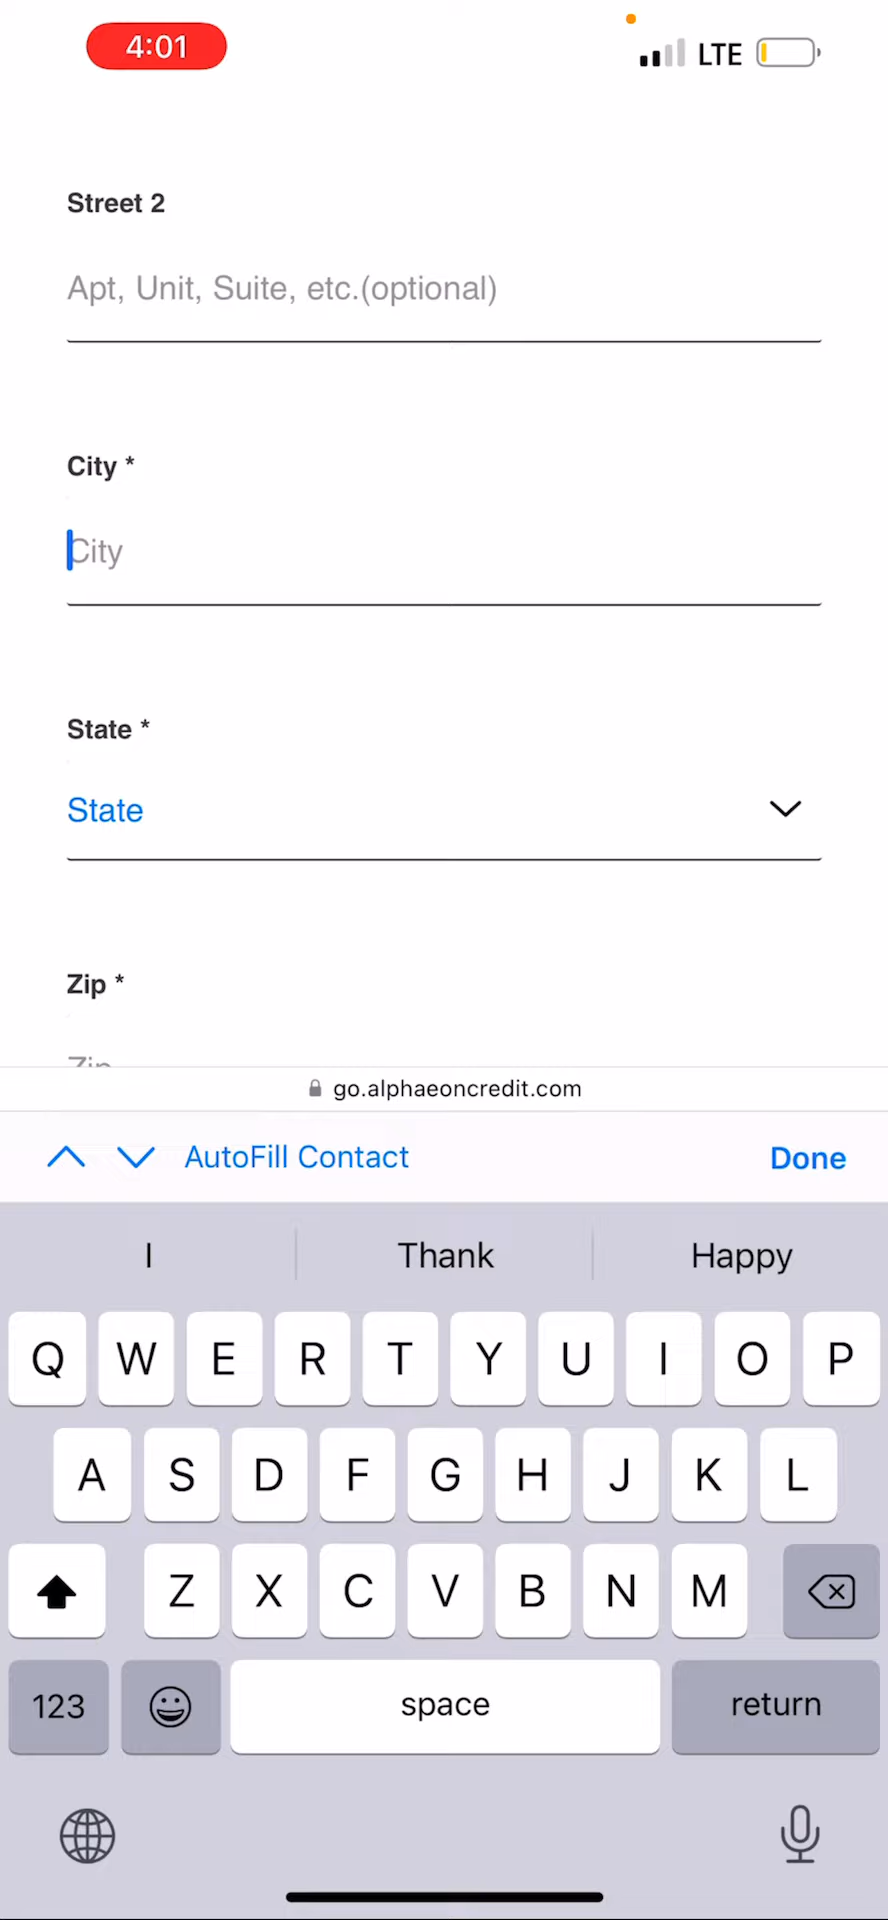 4:01
LTE
Street 2
Apt, Unit, Suite, etc.(optional)
City *
City
State *
State
Zip *
Zip
go.alphaeoncredit.com
AutoFill Contact
Done
I
Thank
Happy
Q W E R T Y U I O P
A S D F G H J K L
Z X C V B N M
123
space
return